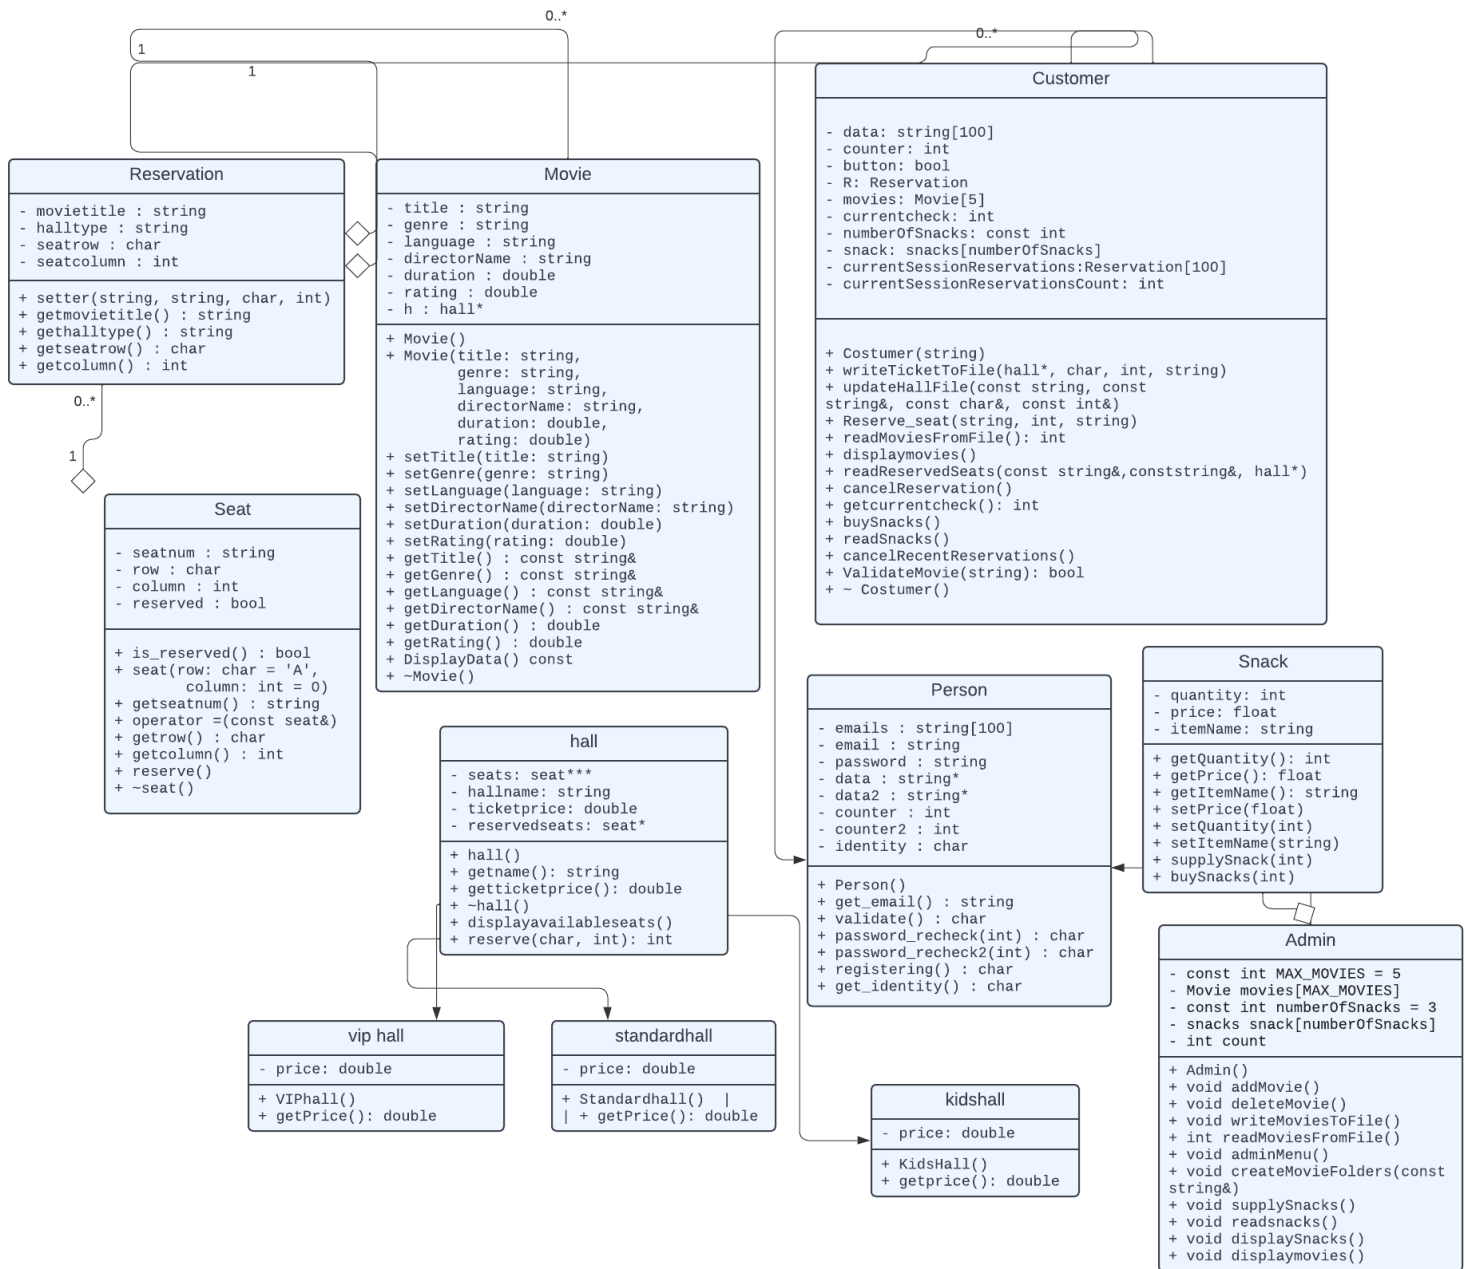 0..*
1
1
0..*
Reservation
- movietitle : string
- halltype : string
- seatrow : char
- seatcolumn : int
+ setter(string, string, char, int)
+ getmovietitle() : string
+ gethalltype() : string
+ getseatrow() : char
+ getcolumn() : int
0..*
1
Movie
- title : string
- genre : string
- language : string
- directorName : string
- duration : double
- rating : double
- h : hall*
+ Movie()
+ Movie(title: string,
genre: string,
language: string,
directorName: string,
duration: double,
rating: double)
+ setTitle(title: string)
+ setGenre(genre: string)
+ setLanguage(language: string)
+ setDirectorName(directorName: string)
+ setDuration(duration: double)
+ setRating(rating: double)
+ getTitle() : const string&
+ getGenre() : const string&
+ getLanguage() : const string&
+ getDirectorName() : const string&
+ getDuration() : double
+ getRating() : double
+ DisplayData() const
+ ~Movie()
Customer
- data: string[100]
- counter: int
- button: bool
- R: Reservation
- movies: Movie[5]
- currentcheck: int
- numberOfSnacks: const int
- snack: snacks[numberOfSnacks]
- currentSessionReservations:Reservation[100]
- currentSessionReservationsCount: int
+ Costumer(string)
+ writeTicketToFile(hall*, char, int, string)
+ updateHallFile(const string, const
string&, const char&, const int&)
+ Reserve_seat(string, int, string)
+ readMoviesFromFile(): int
+ displaymovies()
+ readReservedSeats(const string&,conststring&, hall*)
+ cancelReservation()
+ getcurrentcheck(): int
+ buySnacks()
+ readSnacks()
+ cancelRecentReservations()
+ ValidateMovie(string): bool
+ ~ Costumer()
Seat
- seatnum : string
- row : char
- column : int
- reserved : bool
+ is_reserved() : bool
+ seat(row: char = 'A',
column: int = 0)
+ getseatnum() : string
+ operator =(const seat&)
+ getrow() : char
+ getcolumn() : int
+ reserve()
+ ~seat()
hall
- seats: seat***
- hallname: string
- ticketprice: double
- reservedseats: seat*
+ hall()
+ getname(): string
+ getticketprice(): double
+ ~hall()
+ displayavailableseats()
+ reserve(char, int): int
Person
- emails : string[100]
- email : string
- password : string
- data : string*
- data2 : string*
- counter : int
- counter2 : int
- identity : char
+ Person()
+ get_email() : string
+ validate() : char
+ password_recheck(int) : char
+ password_recheck2(int) : char
+ registering() : char
+ get_identity() : char
Snack
- quantity: int
- price: float
- itemName: string
+ getQuantity(): int
+ getPrice(): float
+ getItemName(): string
+ setPrice(float)
+ setQuantity(int)
+ setItemName(string)
+ supplySnack(int)
+ buySnacks(int)
Admin
- const int MAX_MOVIES = 5
- Movie movies[MAX_MOVIES]
- const int numberOfSnacks = 3
- snacks snack[numberOfSnacks]
- int count
+ Admin()
+ void addMovie()
+ void deleteMovie()
+ void writeMoviesToFile()
+ int readMoviesFromFile()
+ void adminMenu()
+ void createMovieFolders(const
string&)
+ void supplySnacks()
+ void readsnacks()
+ void displaySnacks()
+ void displaymovies()
vip hall
- price: double
+ VIPhall()
+ getPrice(): double
standardhall
- price: double
+ Standardhall() |
| + getPrice(): double
kidshall
- price: double
+ KidsHall()
+ getprice(): double